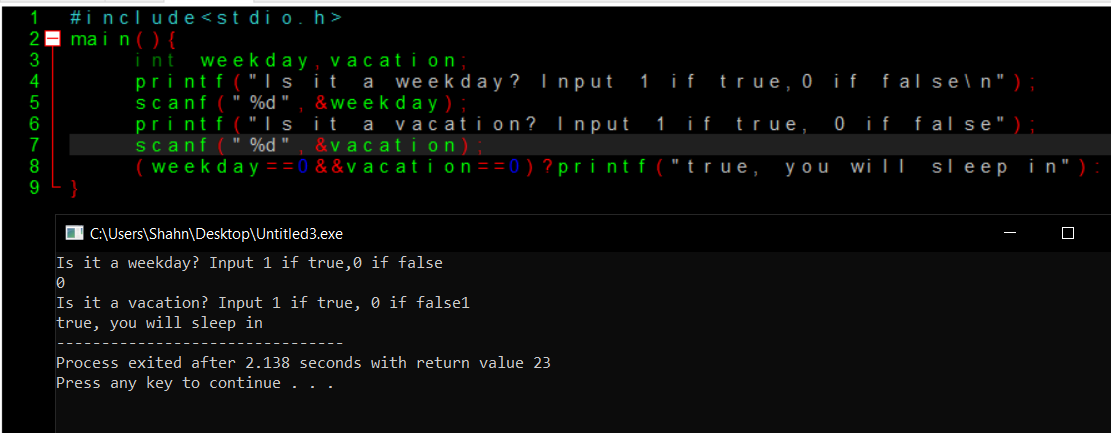 1 #include<stdio.h>
2 main(){
3 int weekday,vacation;
4 printf("Is it a weekday? Input 1 if true,0 if false\n");
5 scanf("%d",&weekday);
6 printf("Is it a vacation? Input 1 if true, 0 if false");
7 scanf("%d",&vacation);
8 (weekday==0&&vacation==0)?printf("true, you will sleep in"):
9 }
C:\Users\Shahn\Desktop\Untitled3.exe
Is it a weekday? Input 1 if true,0 if false
0
Is it a vacation? Input 1 if true, 0 if false1
true, you will sleep in
--------------------------------
Process exited after 2.138 seconds with return value 23
Press any key to continue . . .